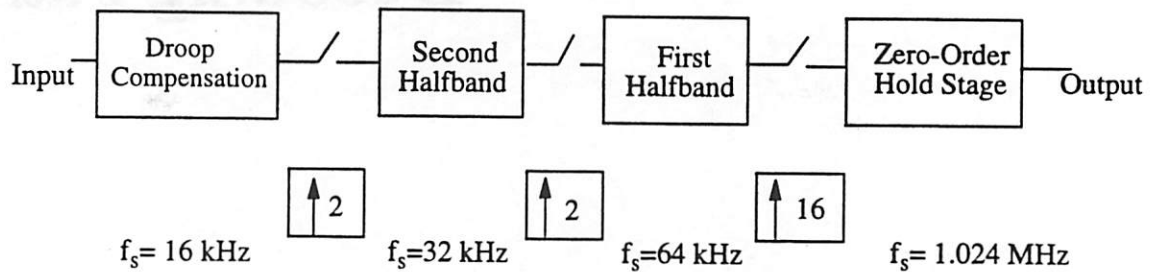 Input
Droop
Compensation
Second
Halfband
First
Halfband
Zero-Order
Hold Stage
Output
2
2
16
fs= 16 kHz
fs=32 kHz
fs=64 kHz
fs= 1.024 MHz